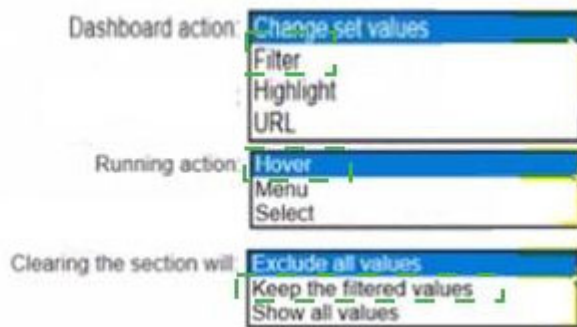 Dashboard action: Change set values
Filter
Highlight
: URL
Running action: Hover
Menu
Select
Clearing the section will: Exclude all values
Keep the filtered values
Show all values